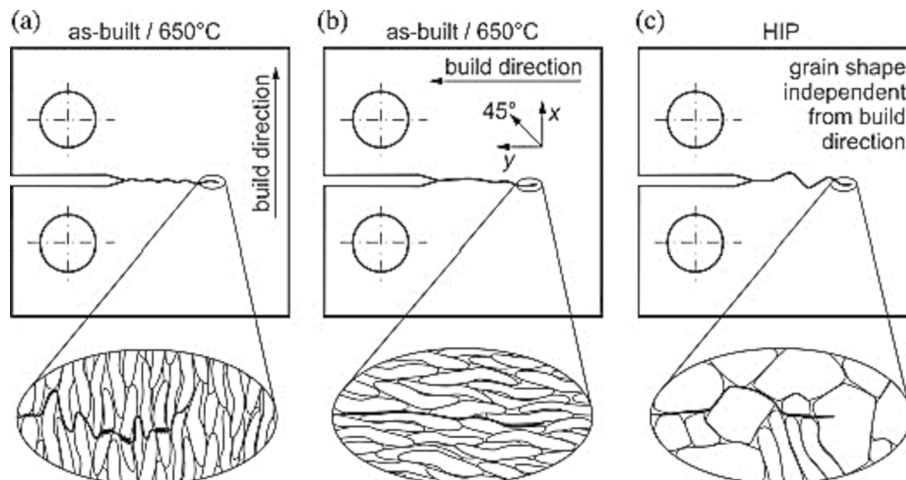 (a)
as-built / 650°C
build direction
(b)
as-built / 650°C
build direction
45°
x
y
(c)
HIP
grain shape
independent
from build
direction